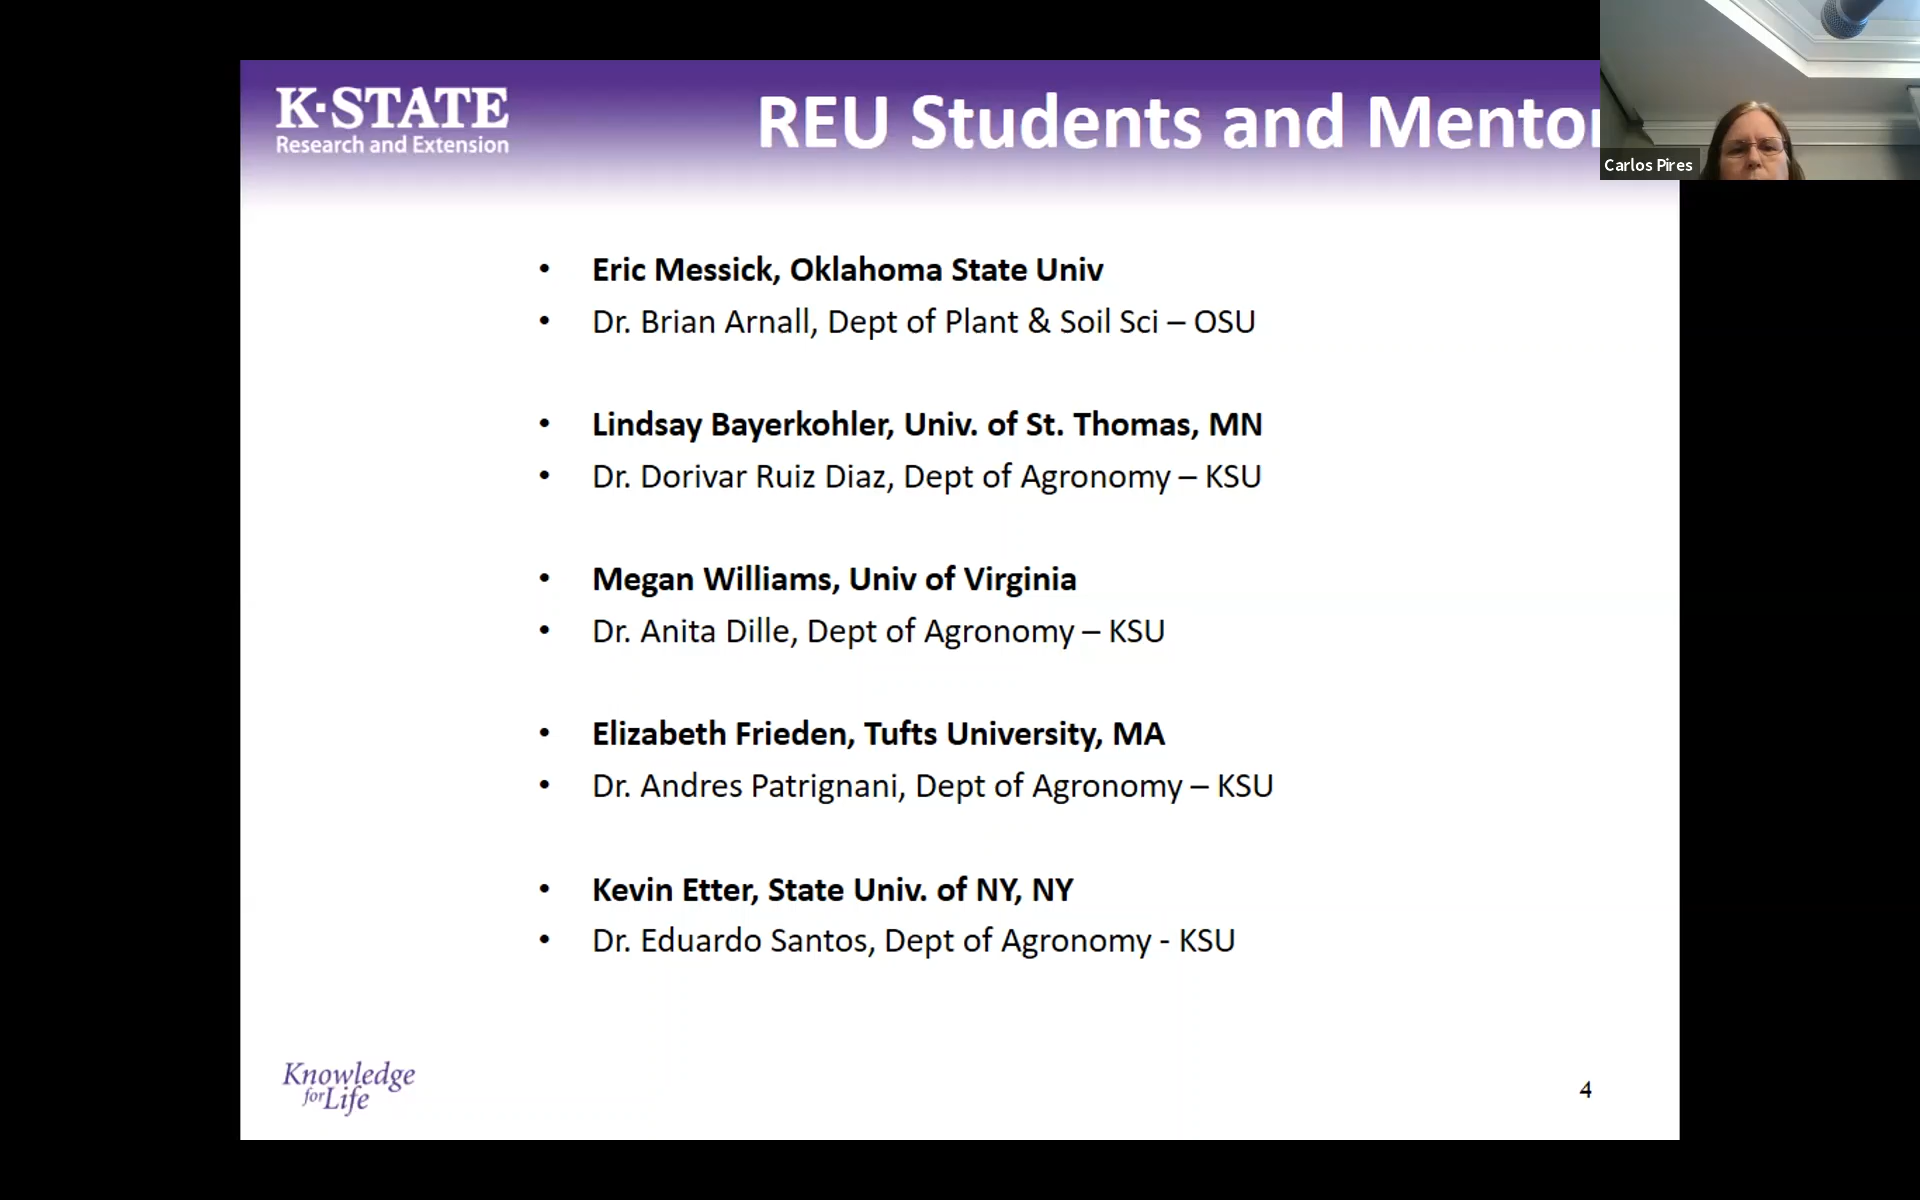 K·STATE
Research and Extension
REU Students and Mentor
Carlos Pires
• Eric Messick, Oklahoma State Univ
• Dr. Brian Arnall, Dept of Plant & Soil Sci – OSU
• Lindsay Bayerkohler, Univ. of St. Thomas, MN
• Dr. Dorivar Ruiz Diaz, Dept of Agronomy – KSU
• Megan Williams, Univ of Virginia
• Dr. Anita Dille, Dept of Agronomy – KSU
• Elizabeth Frieden, Tufts University, MA
• Dr. Andres Patrignani, Dept of Agronomy – KSU
• Kevin Etter, State Univ. of NY, NY
• Dr. Eduardo Santos, Dept of Agronomy - KSU
Knowledge
for Life
4